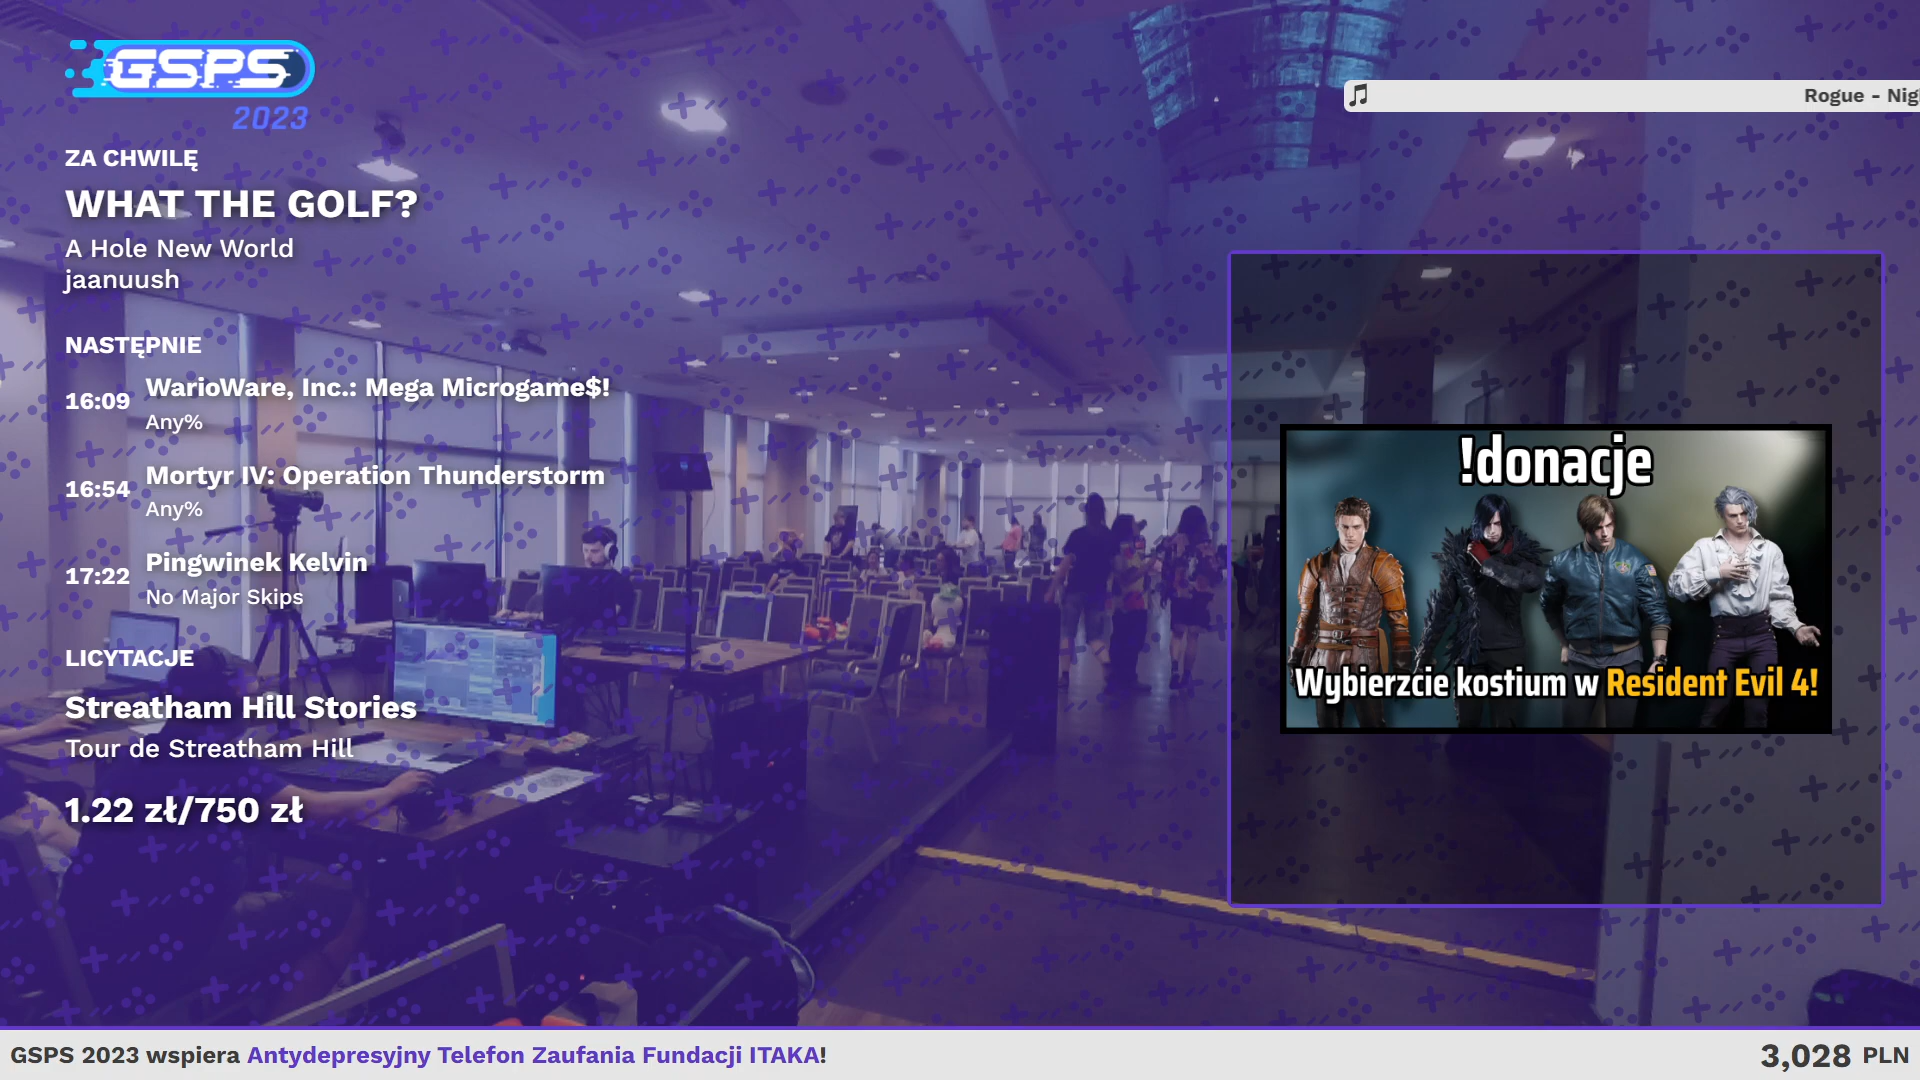 GSPS
2023
ZA CHWILĘ
WHAT THE GOLF?
A Hole New World
jaanuush
NASTĘPNIE
16:09
WarioWare, Inc.: Mega Microgame$!
Any%
16:54
Mortyr IV: Operation Thunderstorm
Any%
17:22
Pingwinek Kelvin
No Major Skips
LICYTACJE
Streatham Hill Stories
Tour de Streatham Hill
1.22 zł/750 zł
Rogue - Nig
!donacje
Wybierzcie kostium w Resident Evil 4!
GSPS 2023 wspiera Antydepresyjny Telefon Zaufania Fundacji ITAKA!
3,028 PLN